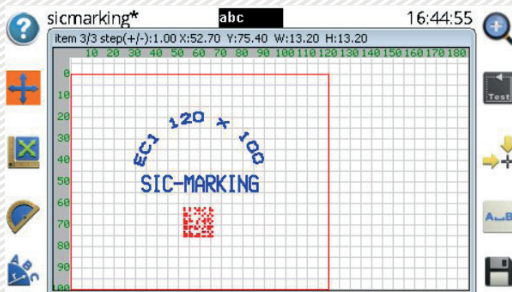 sicmarking* abc 16:44:55
item 3/3 step(+/-):1.00 X:52.70 Y:75.40 W:13.20 H:13.20
10 20 30 40 50 60 70 80 90 100 110 120 130 140 150 160 170 180
0
10
20
30
40
50
60
70
80
90
100
EC1 120 x 100
SIC-MARKING
Test
A...B
ABC